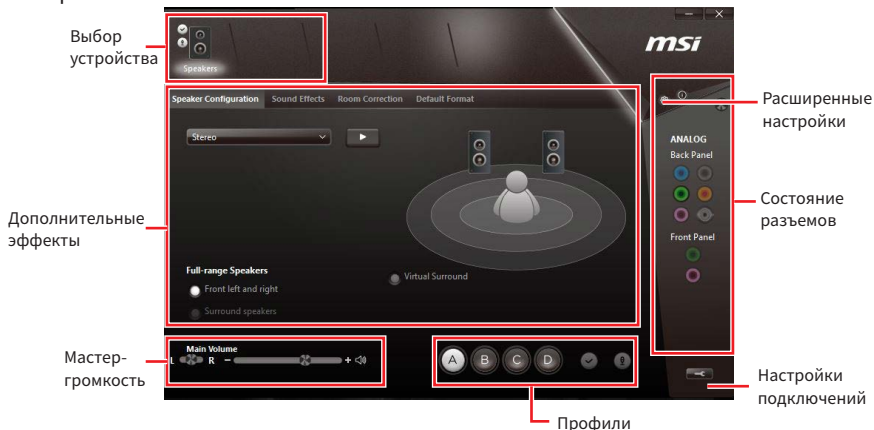 Выбор
устройства
Speakers
msi
Speaker Configuration Sound Effects Room Correction Default Format
Stereo
Расширенные
настройки
ANALOG
Back Panel
Состояние
разъемов
Front Panel
Дополнительные
эффекты
Full-range Speakers
Front left and right
Virtual Surround
Surround speakers
Мастер-
громкость
Main Volume
L R − +
A B C D
Настройки
подключений
Профили